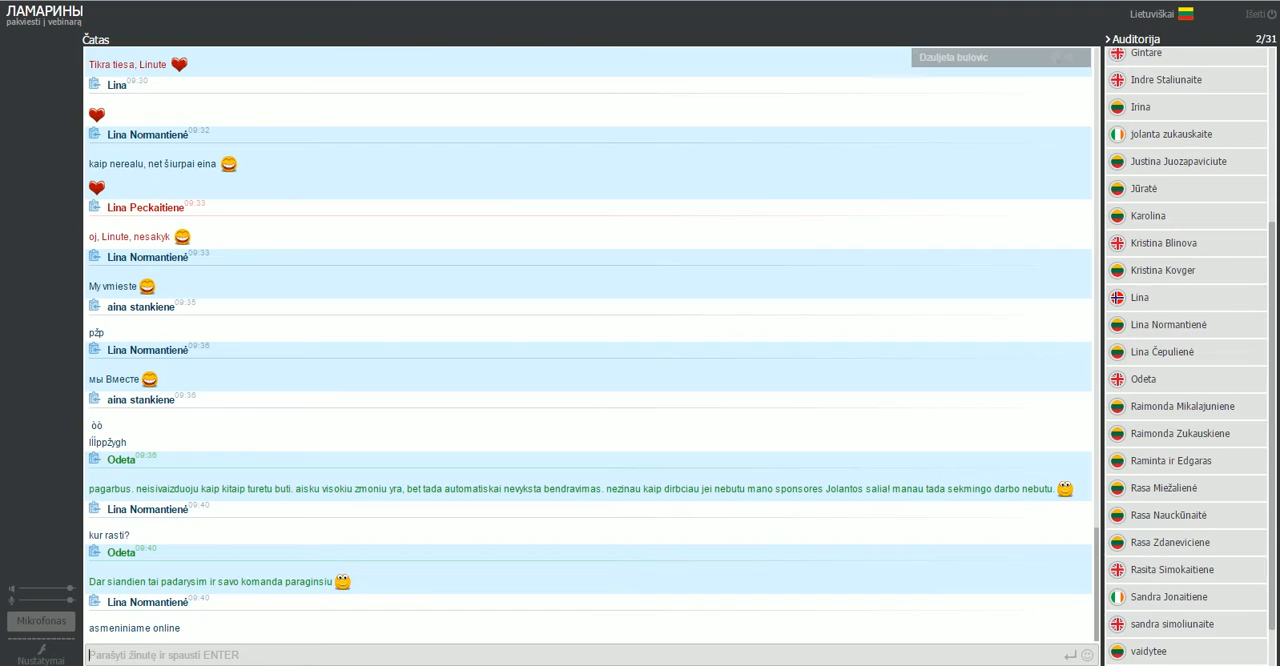 ЛАМАРИНЫ
pakviesti į vebinarą
Lietuviškai
Išeiti
Čatas
Auditorija 2/31
Dzuljeta bulovic
Tikra tiesa, Linute
Lina 09:30
Lina Normantienė 09:32
kaip nerealu, net šiurpai eina
Lina Peckaitiene 09:33
oj, Linute, nesakyk
Lina Normantienė 09:33
My vmieste
aina stankiene 09:35
pžp
Lina Normantienė 09:36
мы Вместе
aina stankiene 09:36
òò
Odeta 09:36
pagarbus. neisivaizduoju kaip kitaip turetu buti. aisku visokiu zmoniu yra, bet tada automatiskai nevyksta bendravimas. nezinau kaip dirbciau jei nebutu mano sponsores Jolantos salia! manau tada sekmingo darbo nebutu.
Lina Normantienė 09:40
kur rasti?
Odeta 09:40
Dar siandien tai padarysim ir savo komanda paraginsiu
Lina Normantienė 09:40
asmeniniame online
Parašyti žinutę ir spausti ENTER
Mikrofonas
Nustatymai
Gintare
Indre Staliunaite
Irina
jolanta zukauskaite
Justina Juozapaviciute
Jūratė
Karolina
Kristina Blinova
Kristina Kovger
Lina
Lina Normantienė
Lina Čepulienė
Odeta
Raimonda Mikalajuniene
Raimonda Zukauskiene
Raminta ir Edgaras
Rasa Miežalienė
Rasa Nauckūnaitė
Rasa Zdaneviciene
Rasita Simokaitiene
Sandra Jonaitiene
sandra simoliunaite
vaidytee